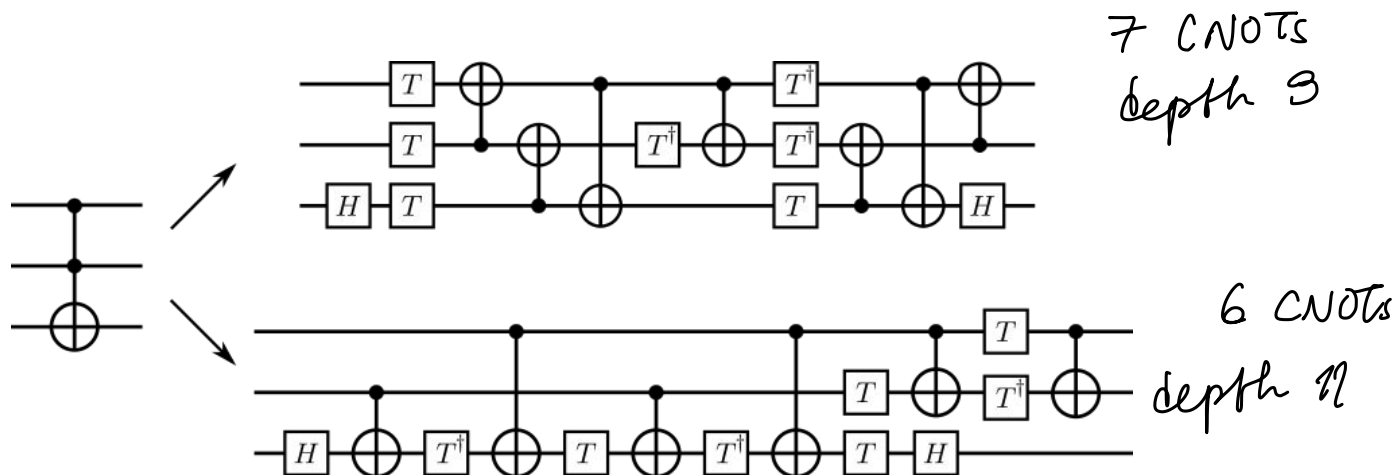 7 CNOTs
depth 9
T T†
T T† T†
H T T H
6 CNOTs
T
depth 11
T T†
H T† T T† T H